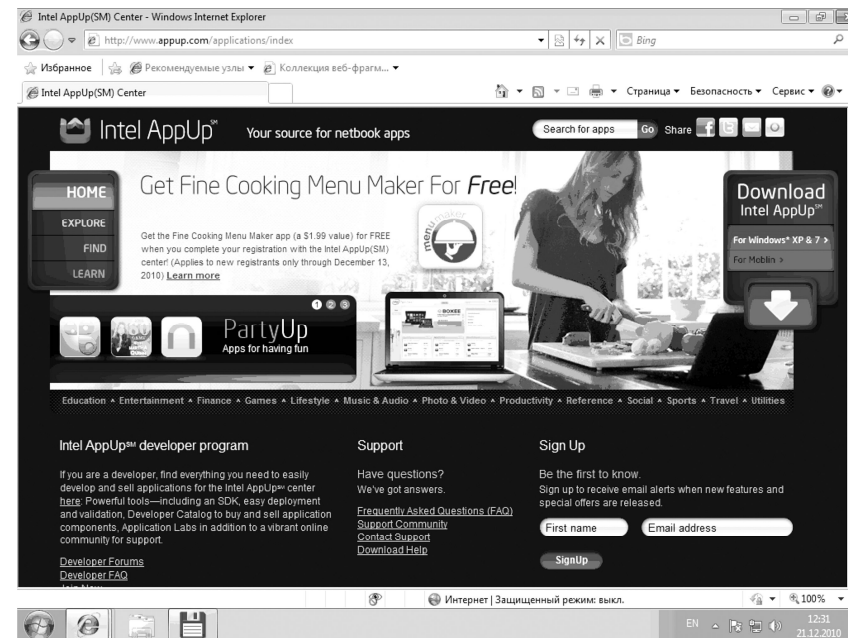 Intel AppUp(SM) Center - Windows Internet Explorer
http://www.appup.com/applications/index
Bing
Избранное
Рекомендуемые узлы
Коллекция веб-фрагм...
Intel AppUp(SM) Center
Страница
Безопасность
Сервис
Intel AppUp℠
Your source for netbook apps
Search for apps
Go
Share
HOME
EXPLORE
FIND
LEARN
Get Fine Cooking Menu Maker For Free!
Get the Fine Cooking Menu Maker app (a $1.99 value) for FREE
when you complete your registration with the Intel AppUp(SM)
center! (Applies to new registrants only through December 13,
2010) Learn more
menu maker
Download
Intel AppUp℠
For Windows* XP & 7 >
For Moblin >
1 2 3
PartyUp
Apps for having fun
Education ▲ Entertainment ▲ Finance ▲ Games ▲ Lifestyle ▲ Music & Audio ▲ Photo & Video ▲ Productivity ▲ Reference ▲ Social ▲ Sports ▲ Travel ▲ Utilities
Intel AppUp℠ developer program
If you are a developer, find everything you need to easily
develop and sell applications for the Intel AppUp℠ center
here: Powerful tools—including an SDK, easy deployment
and validation, Developer Catalog to buy and sell application
components, Application Labs in addition to a vibrant online
community for support.
Developer Forums
Developer FAQ
Join Now
Support
Have questions?
We've got answers.
Frequently Asked Questions (FAQ)
Support Community
Contact Support
Download Help
Sign Up
Be the first to know.
Sign up to receive email alerts when new features and
special offers are released.
First name
Email address
SignUp
Интернет | Защищенный режим: выкл.
100%
EN
12:31
21.12.2010